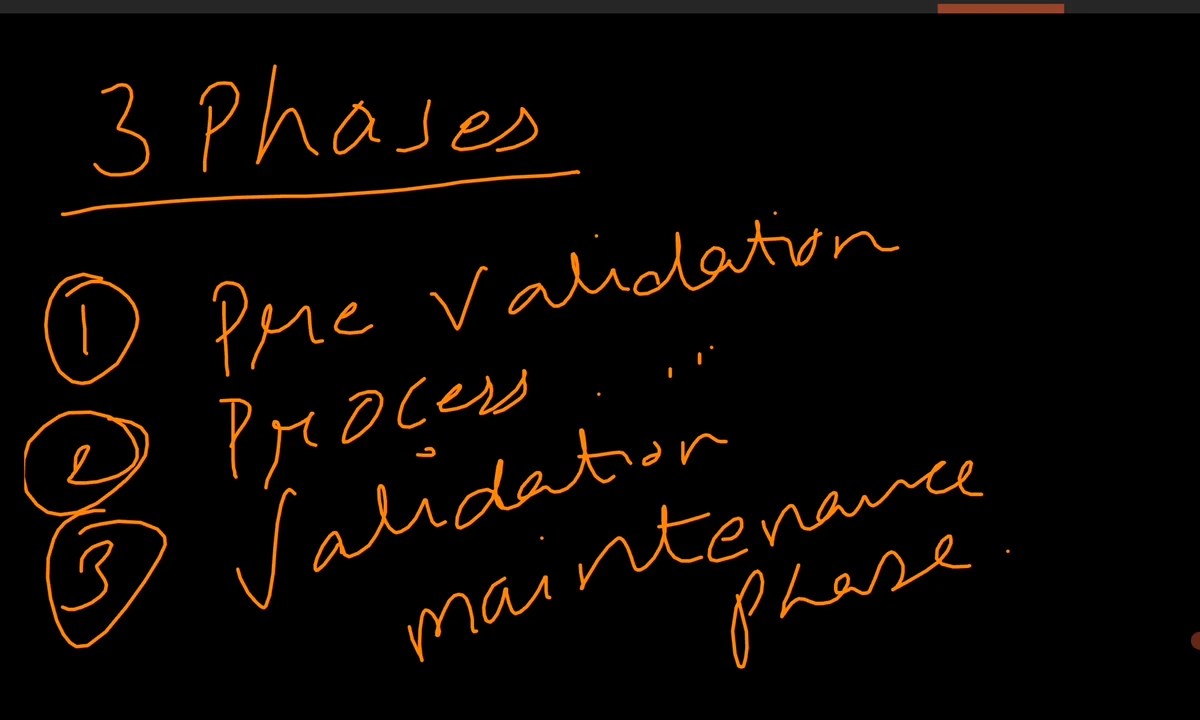 3 Phases
1 Pre Validation
2 Process " "
3 Validation
maintenance
phase.